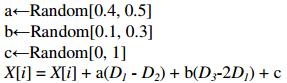 a←Random[0.4, 0.5]
b←Random[0.1, 0.3]
c←Random[0, 1]
X[i] = X[i] + a(D₁ - D₂) + b(D₃-2D₁) + c